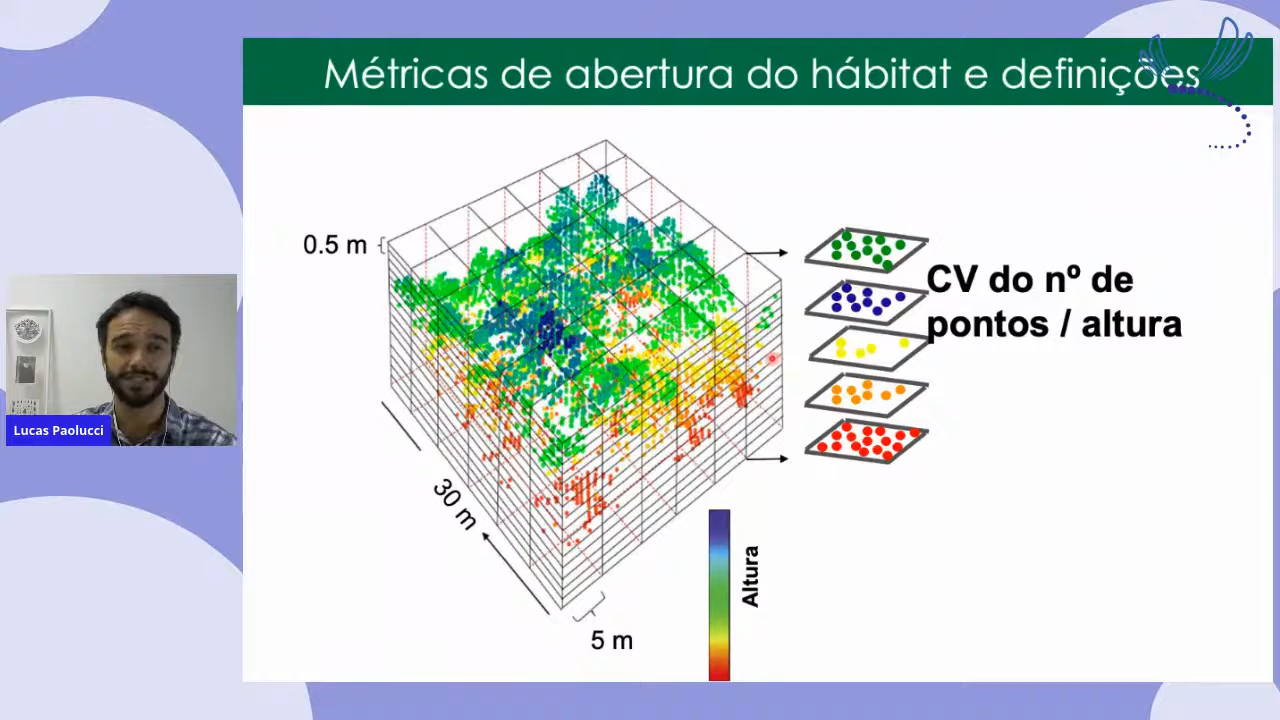 Métricas de abertura do hábitat e definições
0.5 m
CV do nº de
pontos / altura
Lucas Paolucci
30 m
Altura
5 m